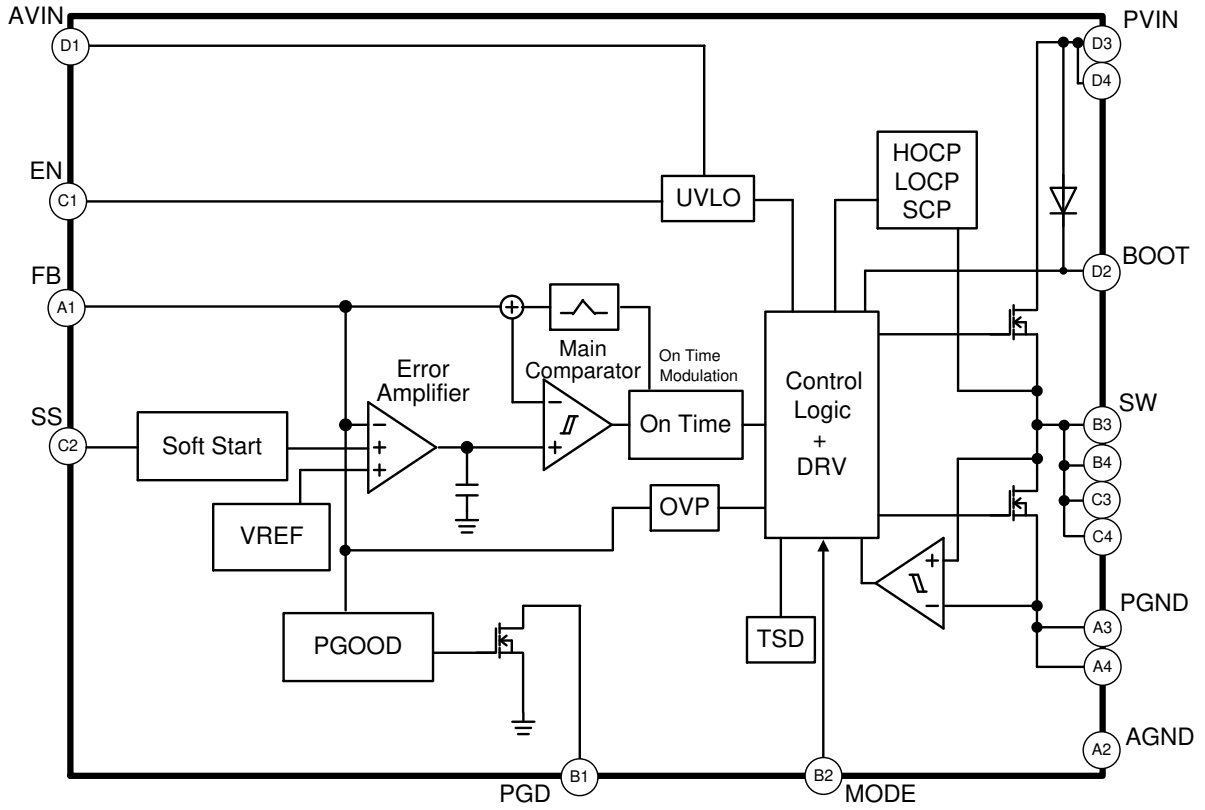 AVIN
PVIN
D1
D3
D4
EN
C1
UVLO
HOCP
LOCP
SCP
BOOT
D2
FB
A1
+
Main
Comparator
On Time
Modulation
Error
Amplifier
Control
Logic
+
DRV
SS
C2
Soft Start
−
+
+
−
+
On Time
SW
B3
B4
C3
C4
VREF
OVP
+
−
PGOOD
TSD
PGND
A3
A4
AGND
A2
PGD
B1
B2
MODE